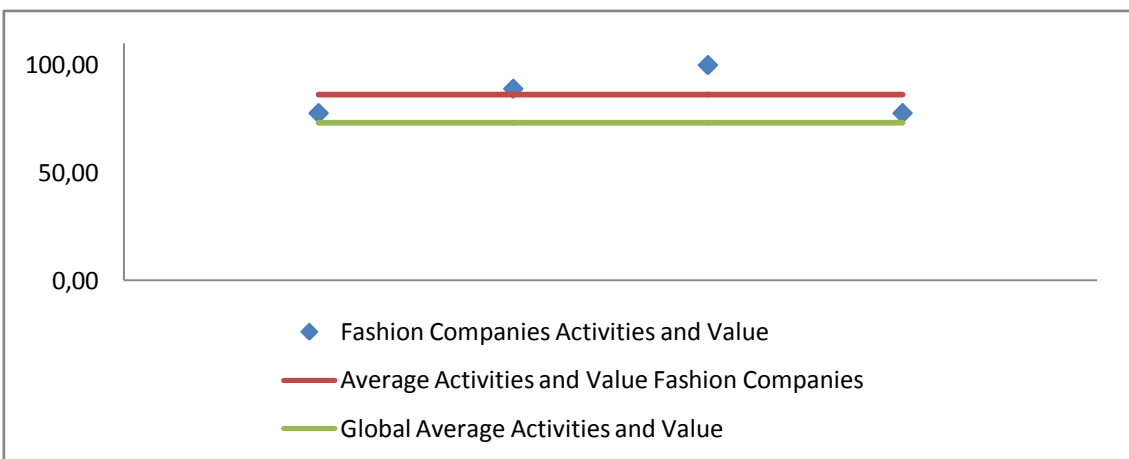 100,00
50,00
0,00
Fashion Companies Activities and Value
Average Activities and Value Fashion Companies
Global Average Activities and Value